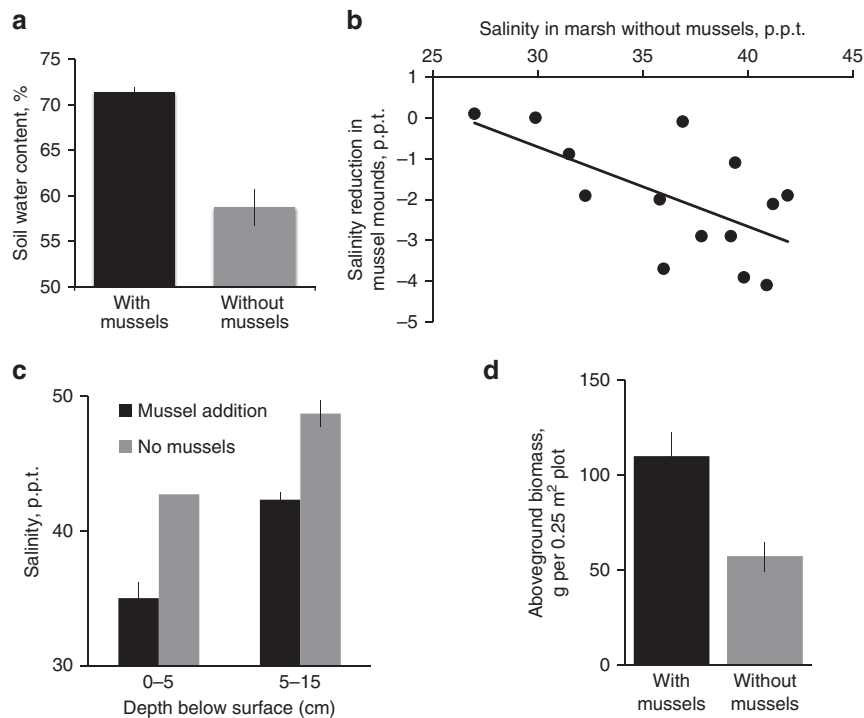 a
Soil water content, %
75
70
65
60
55
50
With
mussels
Without
mussels
b
Salinity in marsh without mussels, p.p.t.
25 30 35 40 45
Salinity reduction in
mussel mounds, p.p.t.
1
0
–1
–2
–3
–4
–5
c
Salinity, p.p.t.
50
40
30
Mussel addition
No mussels
0–5 5–15
Depth below surface (cm)
d
Aboveground biomass,
g per 0.25 m² plot
150
100
50
0
With
mussels
Without
mussels